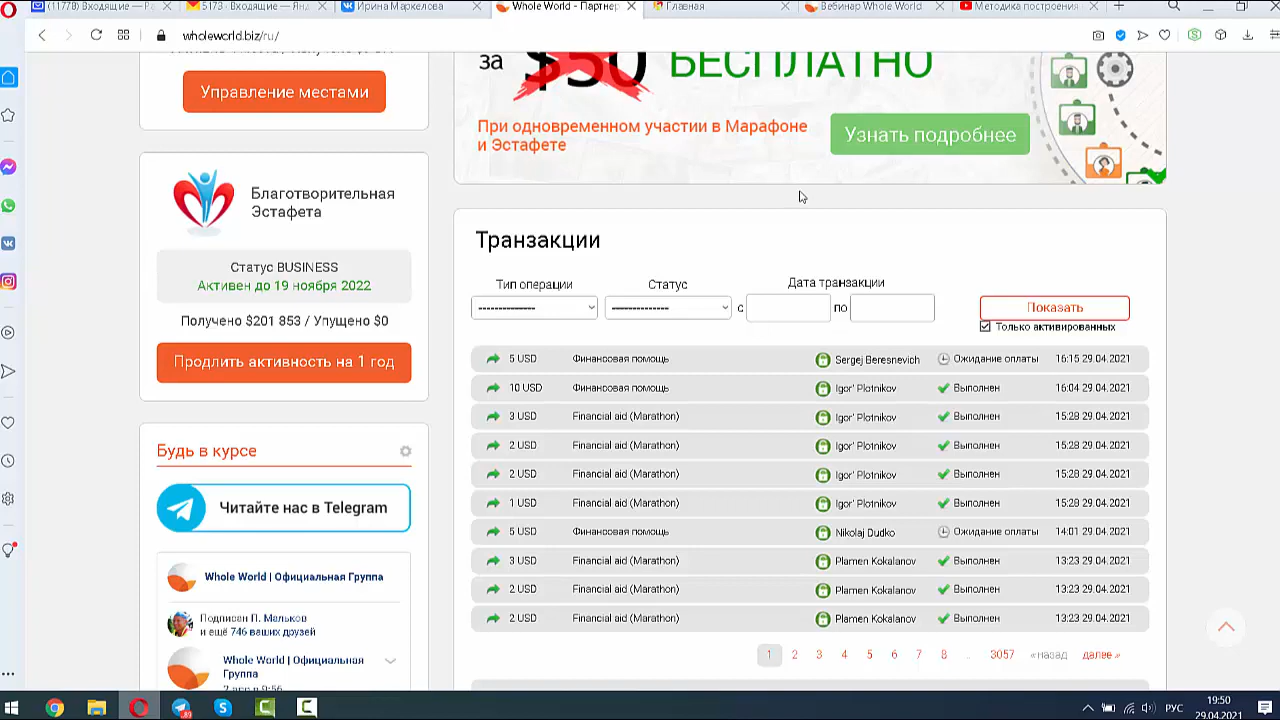 (11778) Входящие — Ра
5173 · Входящие — Янд
Ирина Маркелова
Whole World - Партнер
Главная
Вебинар Whole World
Методика построения
wholeworld.biz/ru/
Управление местами
за $50 БЕСПЛАТНО
При одновременном участии в Марафоне
и Эстафете
Узнать подробнее
Благотворительная
Эстафета
Статус BUSINESS
Активен до 19 ноября 2022
Получено $201 853 / Упущено $0
Продлить активность на 1 год
Будь в курсе
Читайте нас в Telegram
Whole World | Официальная Группа
Подписан П. Мальков
и ещё 746 ваших друзей
Whole World | Официальная
Группа
2 апр в 9:56
Транзакции
Тип операции Статус Дата транзакции
-------------- -------------- с по Показать
Только активированных
5 USD Финансовая помощь Sergej Beresnevich Ожидание оплаты 16:15 29.04.2021
10 USD Финансовая помощь Igor' Plotnikov Выполнен 16:04 29.04.2021
3 USD Financial aid (Marathon) Igor' Plotnikov Выполнен 15:28 29.04.2021
2 USD Financial aid (Marathon) Igor' Plotnikov Выполнен 15:28 29.04.2021
2 USD Financial aid (Marathon) Igor' Plotnikov Выполнен 15:28 29.04.2021
1 USD Financial aid (Marathon) Igor' Plotnikov Выполнен 15:28 29.04.2021
5 USD Финансовая помощь Nikolaj Dudko Ожидание оплаты 14:01 29.04.2021
3 USD Financial aid (Marathon) Plamen Kokalanov Выполнен 13:23 29.04.2021
2 USD Financial aid (Marathon) Plamen Kokalanov Выполнен 13:23 29.04.2021
2 USD Financial aid (Marathon) Plamen Kokalanov Выполнен 13:23 29.04.2021
1 2 3 4 5 6 7 8 .. 3057 «назад далее »
89
РУС
19:50
29.04.2021